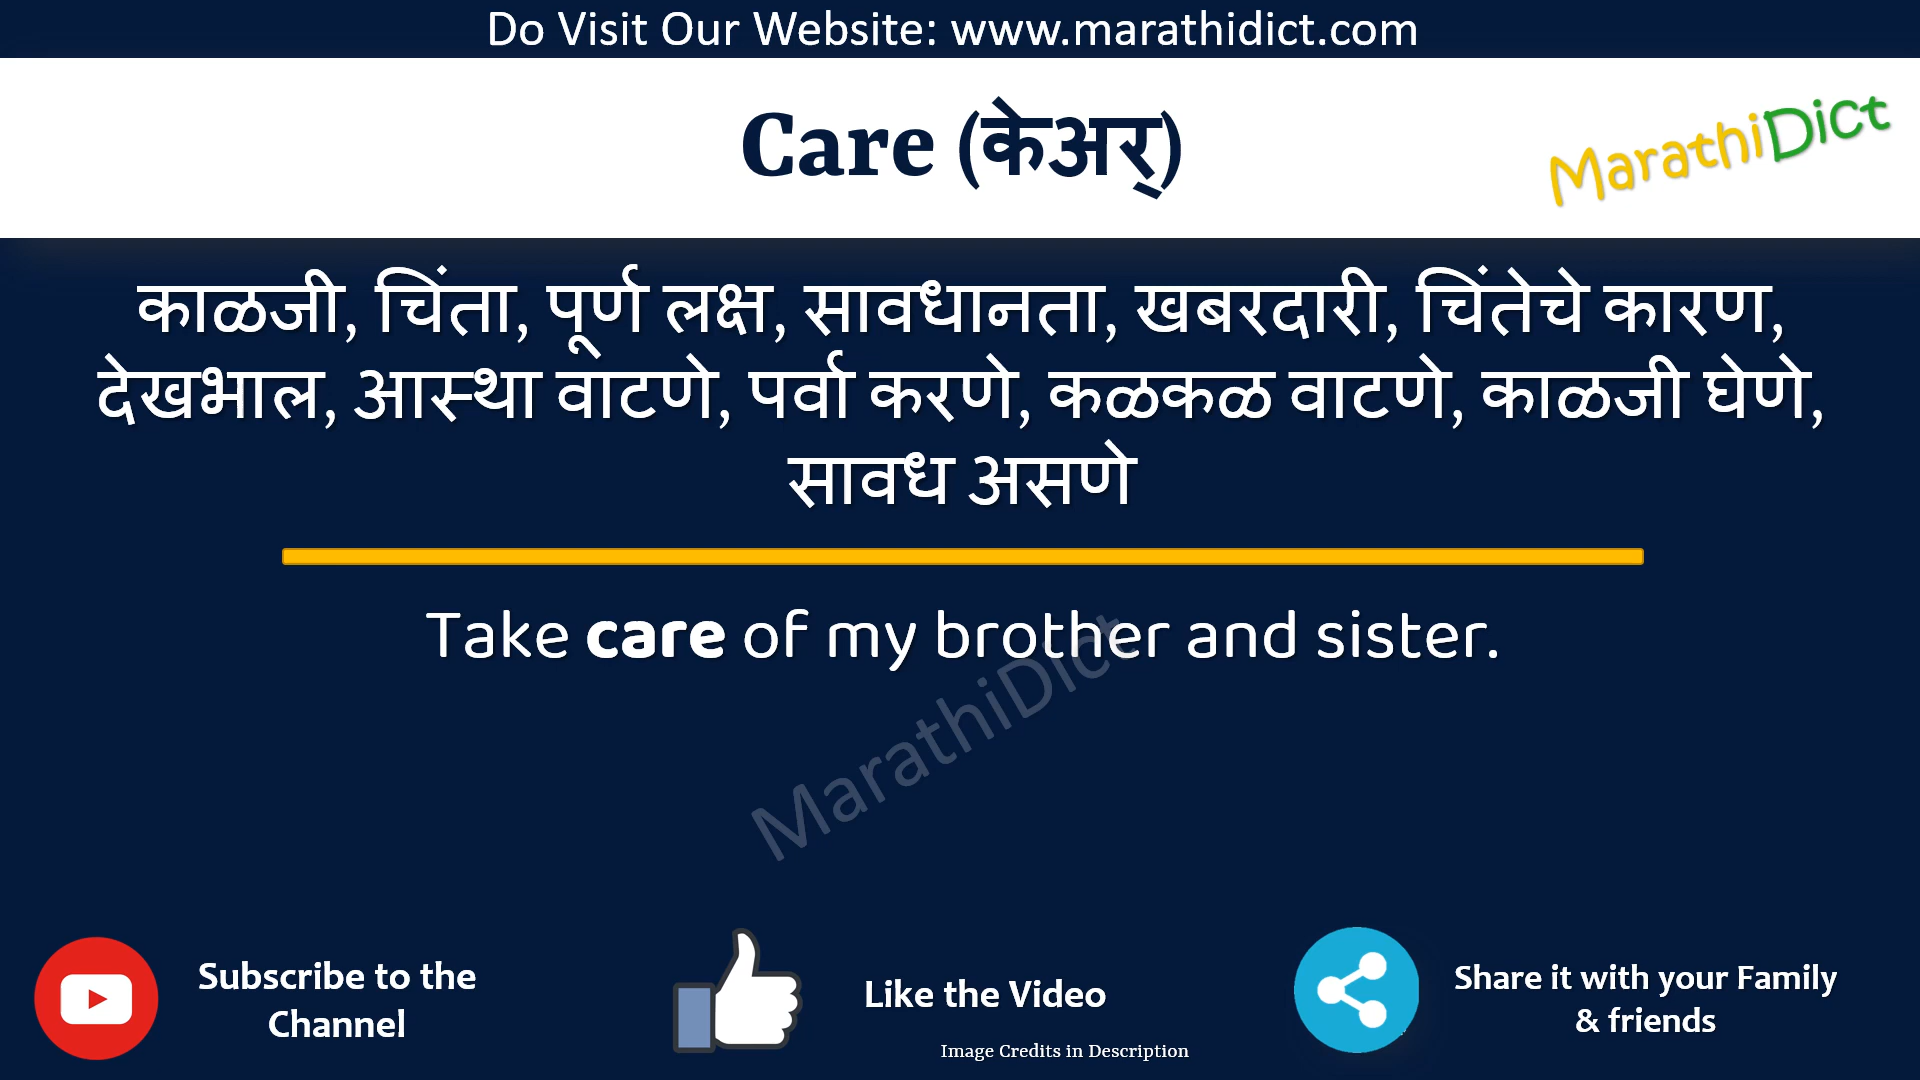 Do Visit Our Website: www.marathidict.com
Care (केअर्)
MarathiDict
काळजी, चिंता, पूर्ण लक्ष, सावधानता, खबरदारी, चिंतेचे कारण,
देखभाल, आस्था वाटणे, पर्वा करणे, कळकळ वाटणे, काळजी घेणे,
सावध असणे
Take care of my brother and sister.
MarathiDict
Subscribe to the
Channel
Like the Video
Image Credits in Description
Share it with your Family
& friends